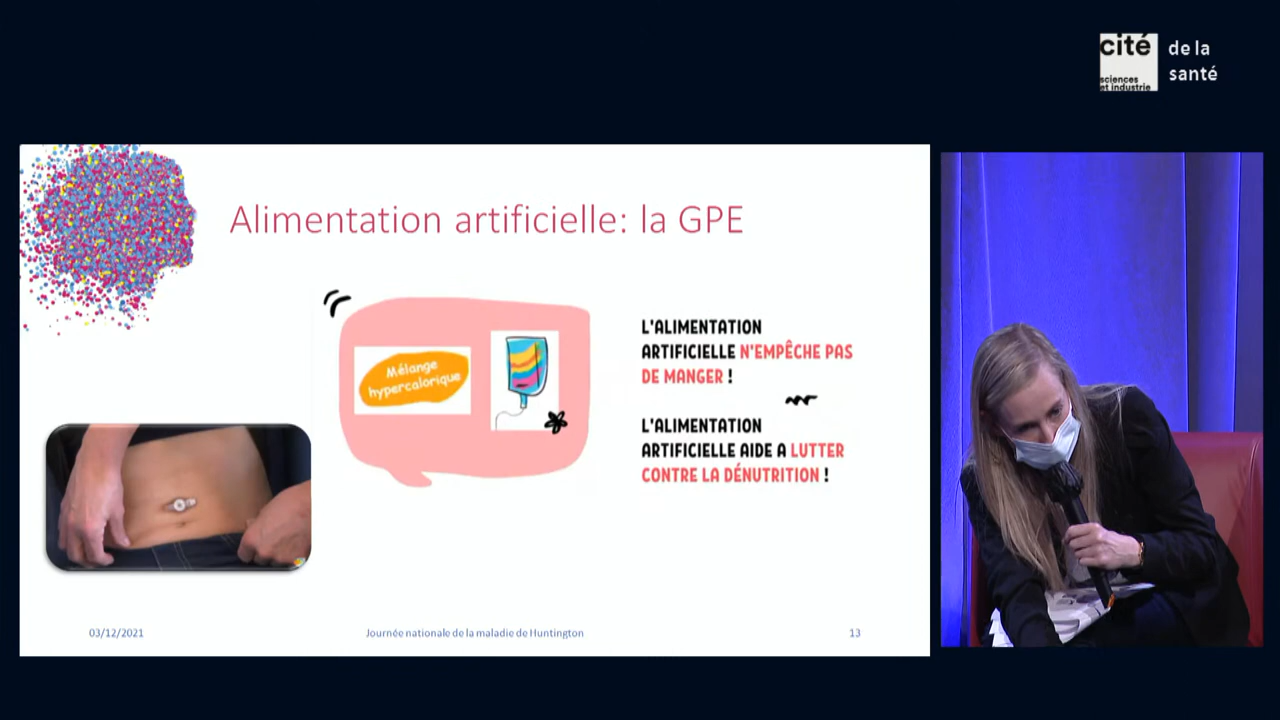 cité
sciences
et industrie
de la
santé
Alimentation artificielle: la GPE
Mélange
hypercalorique
L'ALIMENTATION
ARTIFICIELLE N'EMPÊCHE PAS
DE MANGER !
L'ALIMENTATION
ARTIFICIELLE AIDE A LUTTER
CONTRE LA DÉNUTRITION !
03/12/2021
Journée nationale de la maladie de Huntington
13